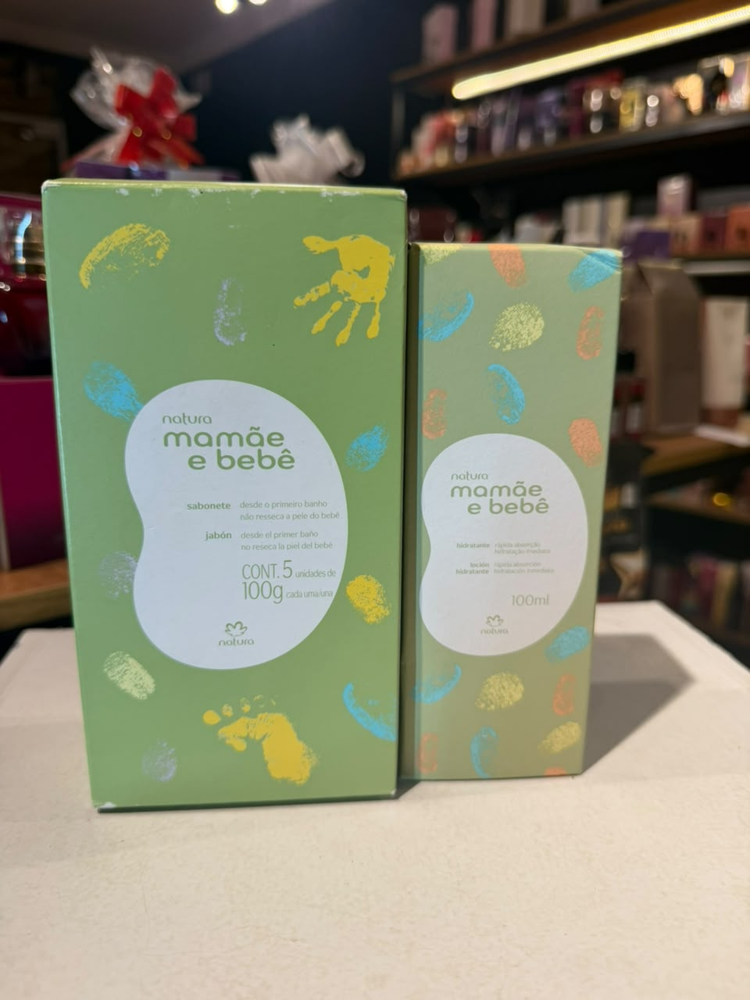 natura
mamãe
e bebê
sabonete desde o primeiro banho
não resseca a pele do bebê
jabón desde el primer baño
no reseca la piel del bebé
CONT. 5 unidades de
100g cada uma/una
natura
natura
mamãe
e bebê
hidratante rápida absorção
hidratação imediata
loción rápida absorción
hidratante hidratación inmediata
100ml
natura